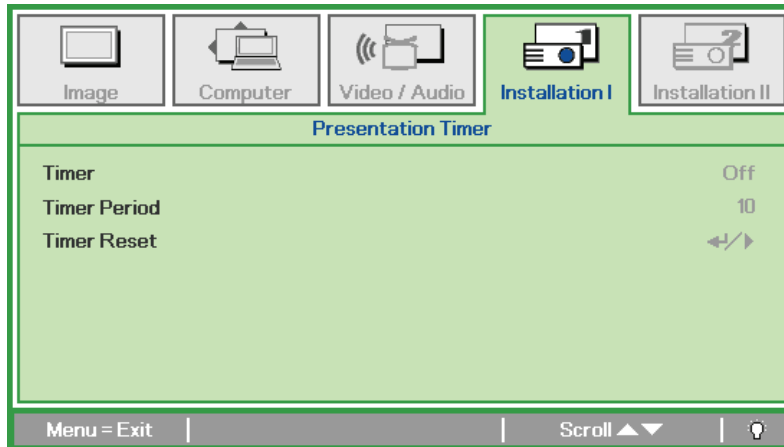 Image
Computer
Video / Audio
Installation I
Installation II
Presentation Timer
Timer Off
Timer Period 10
Timer Reset ↵/▶
Menu = Exit Scroll ▲▼